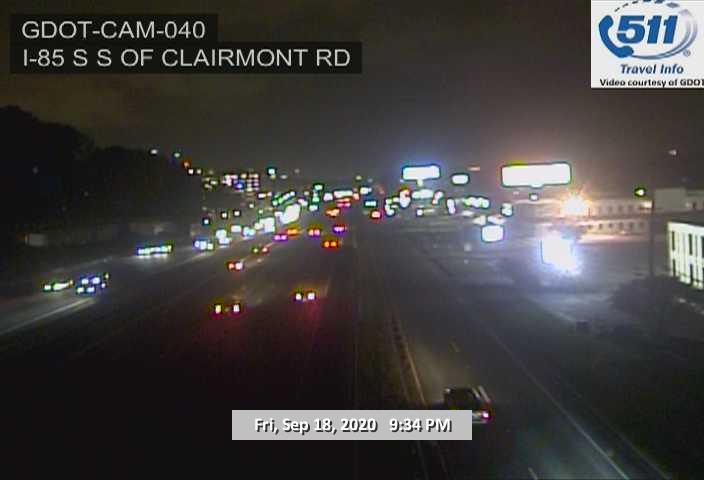 GDOT-CAM-040
I-85 S S OF CLAIRMONT RD
511
Travel Info
Video courtesy of GDOT
Fri, Sep 18, 2020 9:34 PM